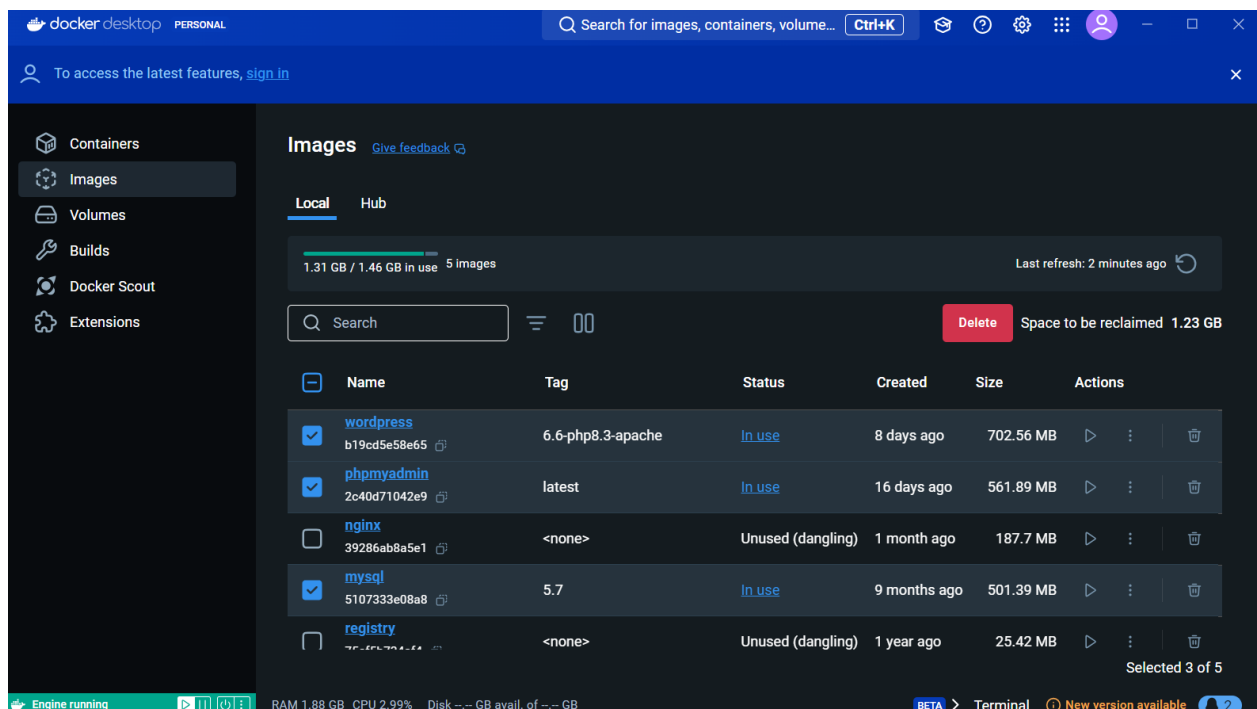 docker desktop PERSONAL Search for images, containers, volume... Ctrl+K
To access the latest features, sign in
Containers
Images
Volumes
Builds
Docker Scout
Extensions
Images Give feedback
Local Hub
1.31 GB / 1.46 GB in use 5 images Last refresh: 2 minutes ago
Search Delete Space to be reclaimed 1.23 GB
Name Tag Status Created Size Actions
wordpress
b19cd5e58e65
6.6-php8.3-apache In use 8 days ago 702.56 MB
phpmyadmin
2c40d71042e9
latest In use 16 days ago 561.89 MB
nginx
39286ab8a5e1
<none> Unused (dangling) 1 month ago 187.7 MB
mysql
5107333e08a8
5.7 In use 9 months ago 501.39 MB
registry
<none> Unused (dangling) 1 year ago 25.42 MB
Selected 3 of 5
Engine running RAM 1.88 GB CPU 2.99% Disk --.-- GB avail. of --.-- GB BETA Terminal New version available 2